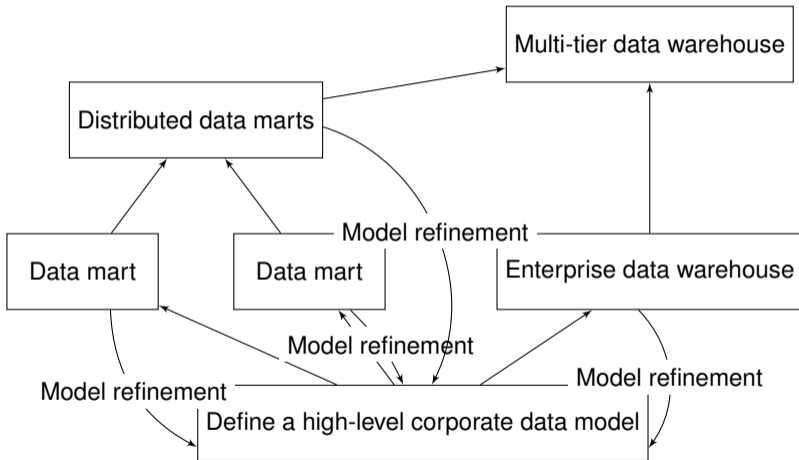 Multi-tier data warehouse
Distributed data marts
Model refinement
Data mart
Data mart
Enterprise data warehouse
Model refinement
Model refinement
Model refinement
Define a high-level corporate data model